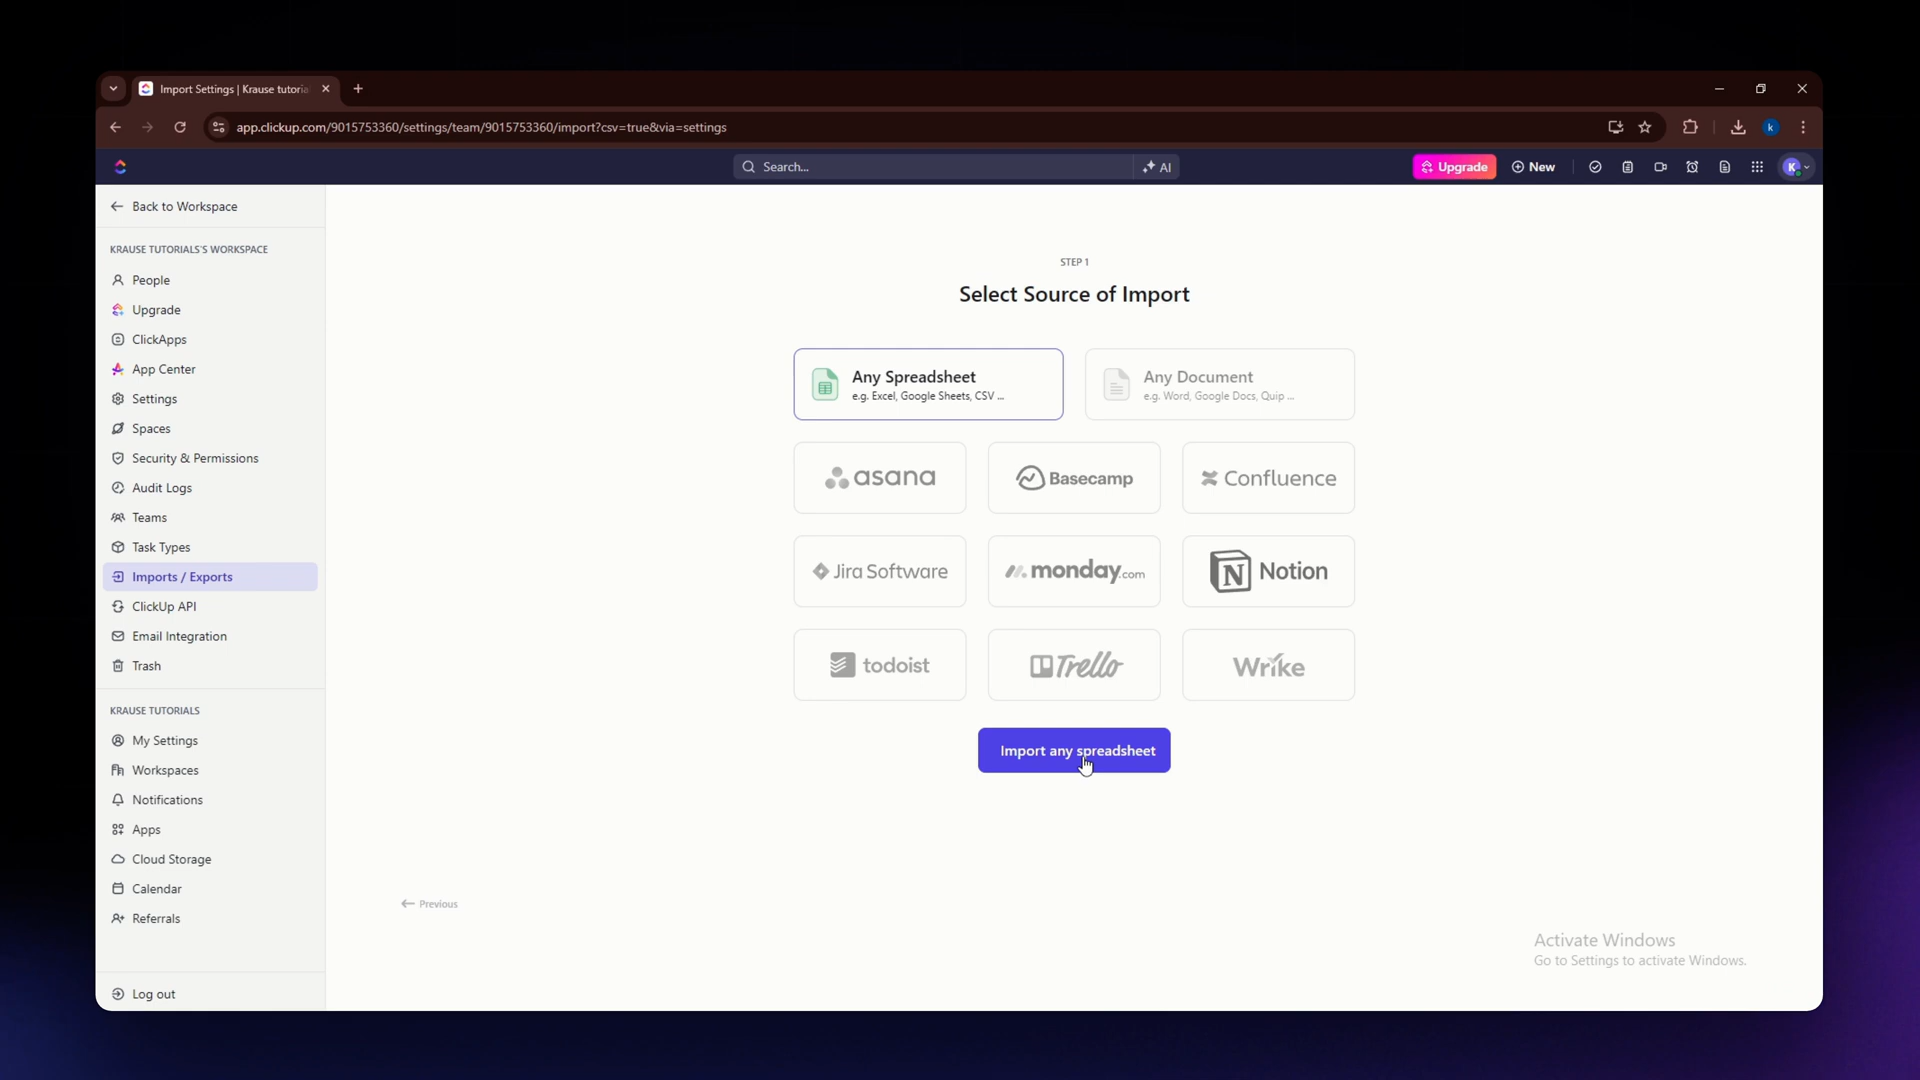 Import Settings | Krause tutoria
app.clickup.com/9015753360/settings/team/9015753360/import?csv=true&via=settings
k
Search...
AI
Upgrade
New
K
Back to Workspace
KRAUSE TUTORIALS'S WORKSPACE
People
Upgrade
ClickApps
App Center
Settings
Spaces
Security & Permissions
Audit Logs
Teams
Task Types
Imports / Exports
ClickUp API
Email Integration
Trash
KRAUSE TUTORIALS
My Settings
Workspaces
Notifications
Apps
Cloud Storage
Calendar
Referrals
Log out
STEP 1
Select Source of Import
Any Spreadsheet
e.g. Excel, Google Sheets, CSV ...
Any Document
e.g. Word, Google Docs, Quip ...
asana
Basecamp
Confluence
Jira Software
monday.com
Notion
todoist
Trello
Wrike
Import any spreadsheet
Previous
Activate Windows
Go to Settings to activate Windows.